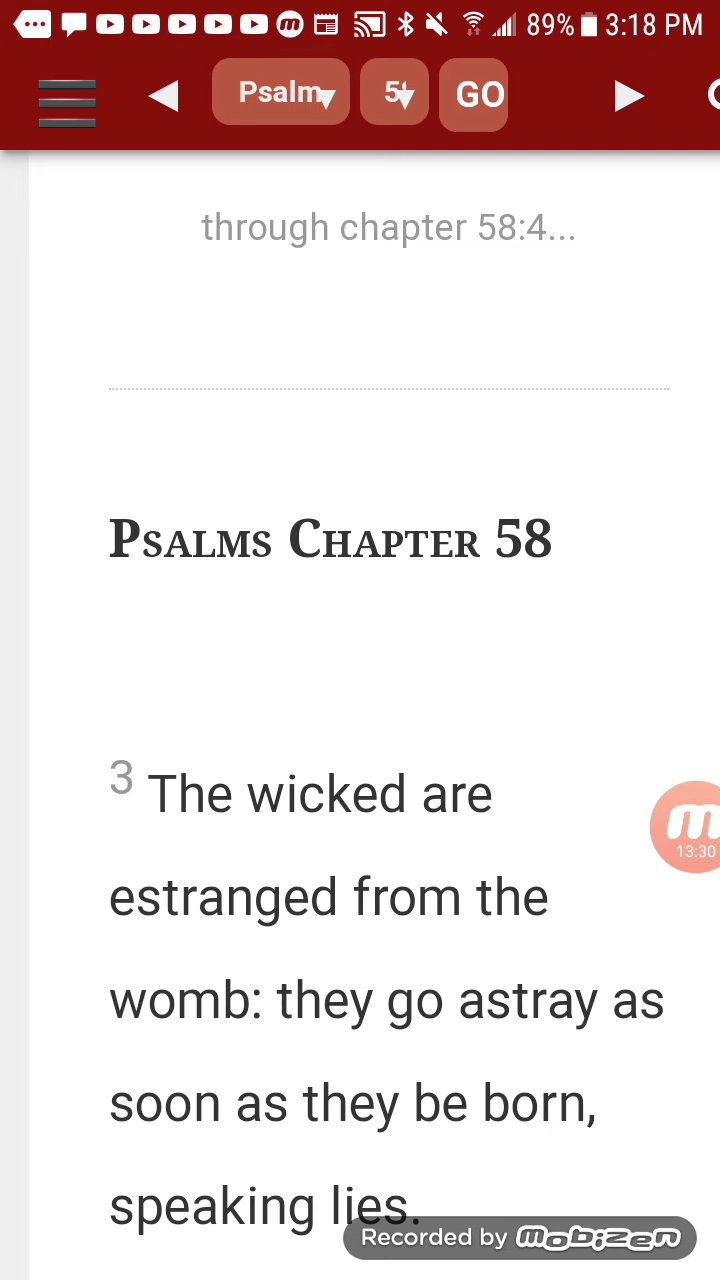 89% 3:18 PM
Psalm GO
through chapter 58:4...
Psalms Chapter 58
3 The wicked are
estranged from the
womb: they go astray as
soon as they be born,
speaking lies.
13:30
Recorded by mobizen